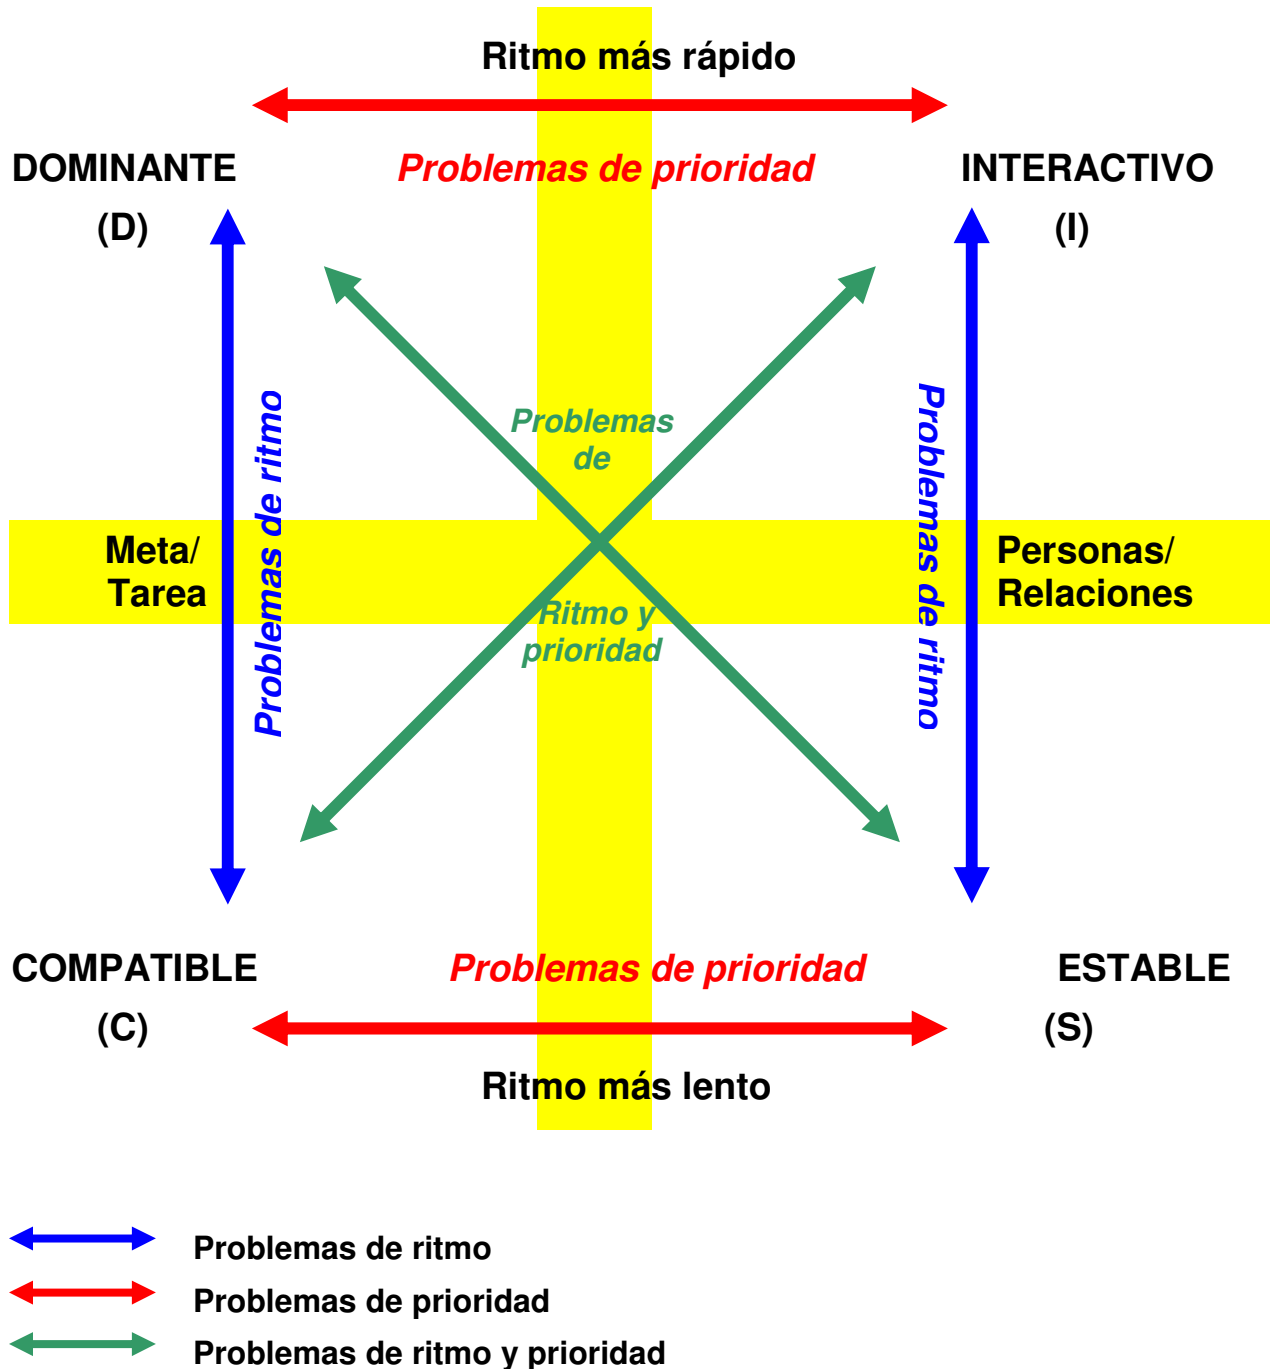 Ritmo más rápido
DOMINANTE
Problemas de prioridad
INTERACTIVO
(D)
(I)
Problemas de ritmo
Problemas
de
Problemas de ritmo
Meta/
Tarea
Personas/
Relaciones
Ritmo y
prioridad
COMPATIBLE
Problemas de prioridad
ESTABLE
(C)
(S)
Ritmo más lento
Problemas de ritmo
Problemas de prioridad
Problemas de ritmo y prioridad